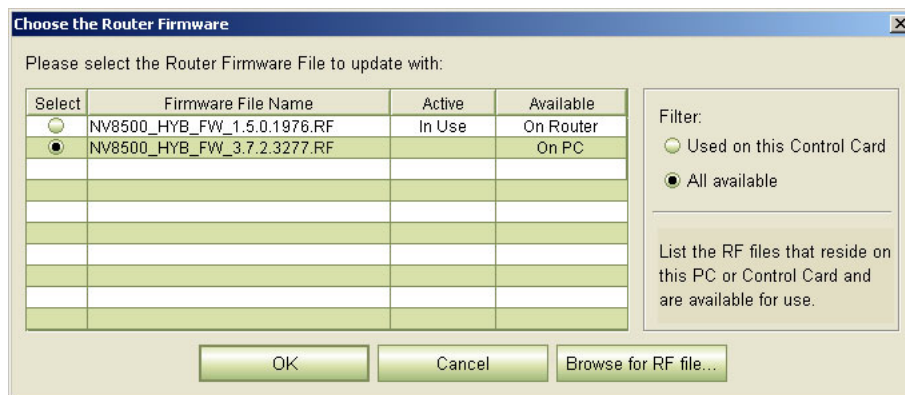 Choose the Router Firmware
Please select the Router Firmware File to update with:
Select Firmware File Name Active Available
NV8500_HYB_FW_1.5.0.1976.RF In Use On Router
NV8500_HYB_FW_3.7.2.3277.RF On PC
Filter:
Used on this Control Card
All available
List the RF files that reside on
this PC or Control Card and
are available for use.
OK Cancel Browse for RF file...